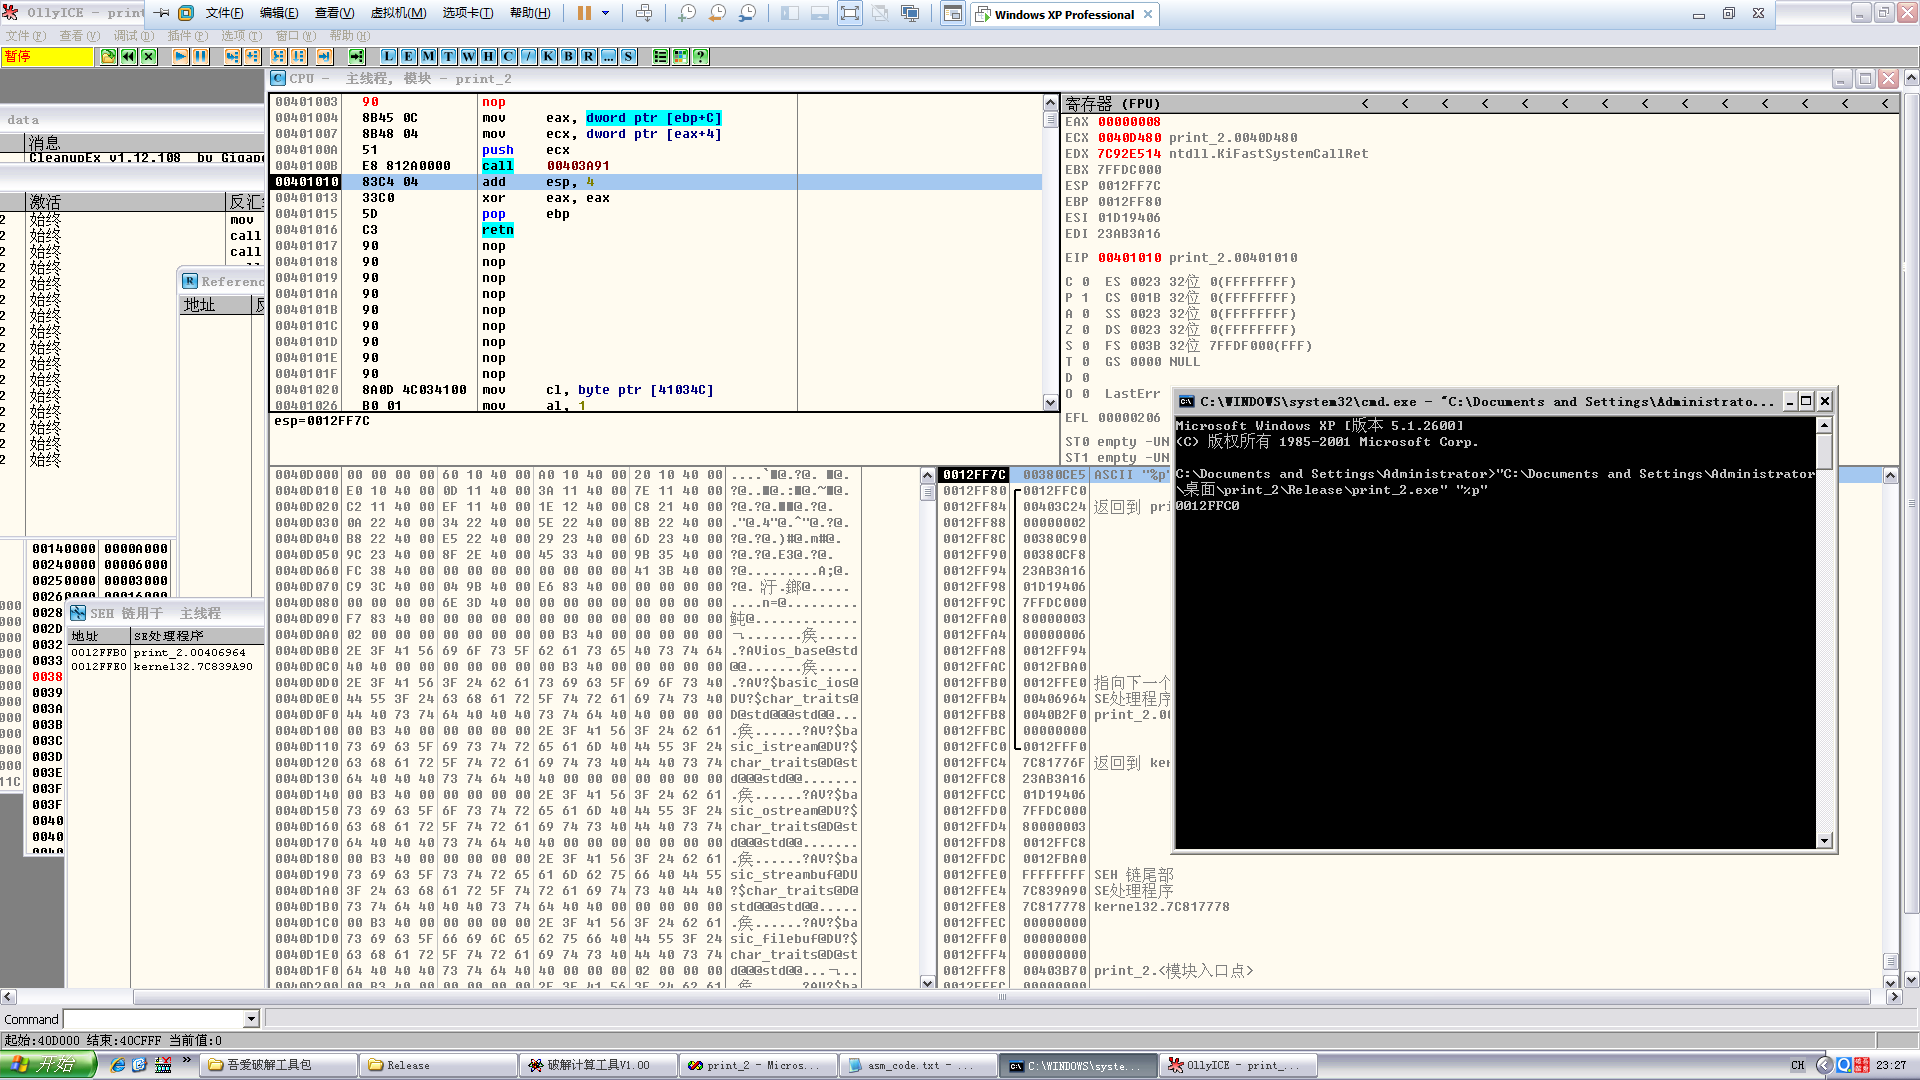 OllyICE - print
文件(F) 编辑(E) 查看(V) 虚拟机(M) 选项卡(T) 帮助(H)
Windows XP Professional
文件(F) 查看(V) 调试(D) 插件(P) 选项(T) 窗口(W) 帮助(H)
暂停
L E M T W H C / K B R ... S
CPU - 主线程, 模块 - print_2
data
消息
CleanupEx v1.12.108 by Gigap
激活 反汇
始终 mov
始终 call
始终 call
Referenc
地址
00401003 90 nop
00401004 8B45 0C mov eax, dword ptr [ebp+C]
00401007 8B48 04 mov ecx, dword ptr [eax+4]
0040100A 51 push ecx
0040100B E8 812A0000 call 00403A91
00401010 83C4 04 add esp, 4
00401013 33C0 xor eax, eax
00401015 5D pop ebp
00401016 C3 retn
00401017 90 nop
00401018 90 nop
00401019 90 nop
0040101A 90 nop
0040101B 90 nop
0040101C 90 nop
0040101D 90 nop
0040101E 90 nop
0040101F 90 nop
00401020 8A0D 4C034100 mov cl, byte ptr [41034C]
00401026 B0 01 mov al, 1
esp=0012FF7C
寄存器 (FPU)
EAX 00000008
ECX 0040D480 print_2.0040D480
EDX 7C92E514 ntdll.KiFastSystemCallRet
EBX 7FFDC000
ESP 0012FF7C
EBP 0012FF80
ESI 01D19406
EDI 23AB3A16
EIP 00401010 print_2.00401010
C 0 ES 0023 32位 0(FFFFFFFF)
P 1 CS 001B 32位 0(FFFFFFFF)
A 0 SS 0023 32位 0(FFFFFFFF)
Z 0 DS 0023 32位 0(FFFFFFFF)
S 0 FS 003B 32位 7FFDF000(FFF)
T 0 GS 0000 NULL
D 0
O 0 LastErr
EFL 00000206
ST0 empty -UN
ST1 empty -UN
C:\WINDOWS\system32\cmd.exe - "C:\Documents and Settings\Administrato...
Microsoft Windows XP [版本 5.1.2600]
(C) 版权所有 1985-2001 Microsoft Corp.
C:\Documents and Settings\Administrator>"C:\Documents and Settings\Administrator
\桌面\print_2\Release\print_2.exe" "%p"
0012FFC0
00140000 0000A000
00240000 00006000
00250000 00003000
SEH 链用于 主线程
地址 SE处理程序
0012FFB0 print_2.00406964
0012FFE0 kernel32.7C839A90
0040D000 00 00 00 00 60 10 40 00 A0 10 40 00 20 10 40 00
0040D010 E0 10 40 00 0D 11 40 00 3A 11 40 00 7E 11 40 00
0040D020 C2 11 40 00 EF 11 40 00 1E 12 40 00 C8 21 40 00
0040D030 0A 22 40 00 34 22 40 00 5E 22 40 00 8B 22 40 00
0040D040 B8 22 40 00 E5 22 40 00 29 23 40 00 6D 23 40 00
0040D050 9C 23 40 00 8F 2E 40 00 45 33 40 00 9B 35 40 00
0040D060 FC 38 40 00 00 00 00 00 00 00 00 00 41 3B 40 00
0040D070 C9 3C 40 00 04 9B 40 00 E6 83 40 00 00 00 00 00
0040D080 00 00 00 00 6E 3D 40 00 00 00 00 00 00 00 00 00
0040D090 F7 83 40 00 00 00 00 00 00 00 00 00 00 00 00 00
0040D0A0 02 00 00 00 00 00 00 00 00 B3 40 00 00 00 00 00
0040D0B0 2E 3F 41 56 69 6F 73 5F 62 61 73 65 40 73 74 64 .?AVios_base@std
0040D0C0 40 40 00 00 00 00 00 00 00 B3 40 00 00 00 00 00
0040D0D0 2E 3F 41 56 3F 24 62 61 73 69 63 5F 69 6F 73 40 .?AV?$basic_ios@
0040D0E0 44 55 3F 24 63 68 61 72 5F 74 72 61 69 74 73 40 DU?$char_traits@
0040D0F0 44 40 73 74 64 40 40 40 73 74 64 40 40 00 00 00 D@std@@@std@@...
0040D100 00 B3 40 00 00 00 00 00 2E 3F 41 56 3F 24 62 61
0040D110 73 69 63 5F 69 73 74 72 65 61 6D 40 44 55 3F 24 sic_istream@DU?$
0040D120 63 68 61 72 5F 74 72 61 69 74 73 40 44 40 73 74 char_traits@D@st
0040D130 64 40 40 40 73 74 64 40 40 00 00 00 00 00 00 00 d@@@std@@.......
0040D140 00 B3 40 00 00 00 00 00 2E 3F 41 56 3F 24 62 61
0040D150 73 69 63 5F 6F 73 74 72 65 61 6D 40 44 55 3F 24 sic_ostream@DU?$
0040D160 63 68 61 72 5F 74 72 61 69 74 73 40 44 40 73 74 char_traits@D@st
0040D170 64 40 40 40 73 74 64 40 40 00 00 00 00 00 00 00 d@@@std@@.......
0040D180 00 B3 40 00 00 00 00 00 2E 3F 41 56 3F 24 62 61
0040D190 73 69 63 5F 73 74 72 65 61 6D 62 75 66 40 44 55 sic_streambuf@DU
0040D1A0 3F 24 63 68 61 72 5F 74 72 61 69 74 73 40 44 40 ?$char_traits@D@
0040D1B0 73 74 64 40 40 40 73 74 64 40 40 00 00 00 00 00 std@@@std@@.....
0040D1C0 00 B3 40 00 00 00 00 00 2E 3F 41 56 3F 24 62 61
0040D1D0 73 69 63 5F 66 69 6C 65 62 75 66 40 44 55 3F 24 sic_filebuf@DU?$
0040D1E0 63 68 61 72 5F 74 72 61 69 74 73 40 44 40 73 74 char_traits@D@st
0040D1F0 64 40 40 40 73 74 64 40 40 00 00 00 02 00 00 00
0012FF7C 00380CE5 ASCII "%p"
0012FF80 0012FFC0
0012FF84 00403C24 返回到 pri
0012FF88 00000002
0012FF8C 00380C90
0012FF90 00380CF8
0012FF94 23AB3A16
0012FF98 01D19406
0012FF9C 7FFDC000
0012FFA0 80000003
0012FFA4 00000006
0012FFA8 0012FF94
0012FFAC 0012FBA0
0012FFB0 0012FFE0 指向下一个
0012FFB4 00406964 SE处理程序
0012FFB8 0040B2F0 print_2.00
0012FFBC 00000000
0012FFC0 0012FFF0
0012FFC4 7C81776F 返回到 ker
0012FFC8 23AB3A16
0012FFCC 01D19406
0012FFD0 7FFDC000
0012FFD4 80000003
0012FFD8 0012FFC8
0012FFDC 0012FBA0
0012FFE0 FFFFFFFF SEH 链尾部
0012FFE4 7C839A90 SE处理程序
0012FFE8 7C817778 kernel32.7C817778
0012FFEC 00000000
0012FFF0 00000000
0012FFF4 00000000
0012FFF8 00403B70 print_2.<模块入口点>
Command
起始:40D000 结束:40CFFF 当前值:0
开始 吾爱破解工具包 Release 破解计算工具V1.00 print_2 - Micros... asm_code.txt - ... C:\WINDOWS\syste... OllyICE - print_... CH 23:27